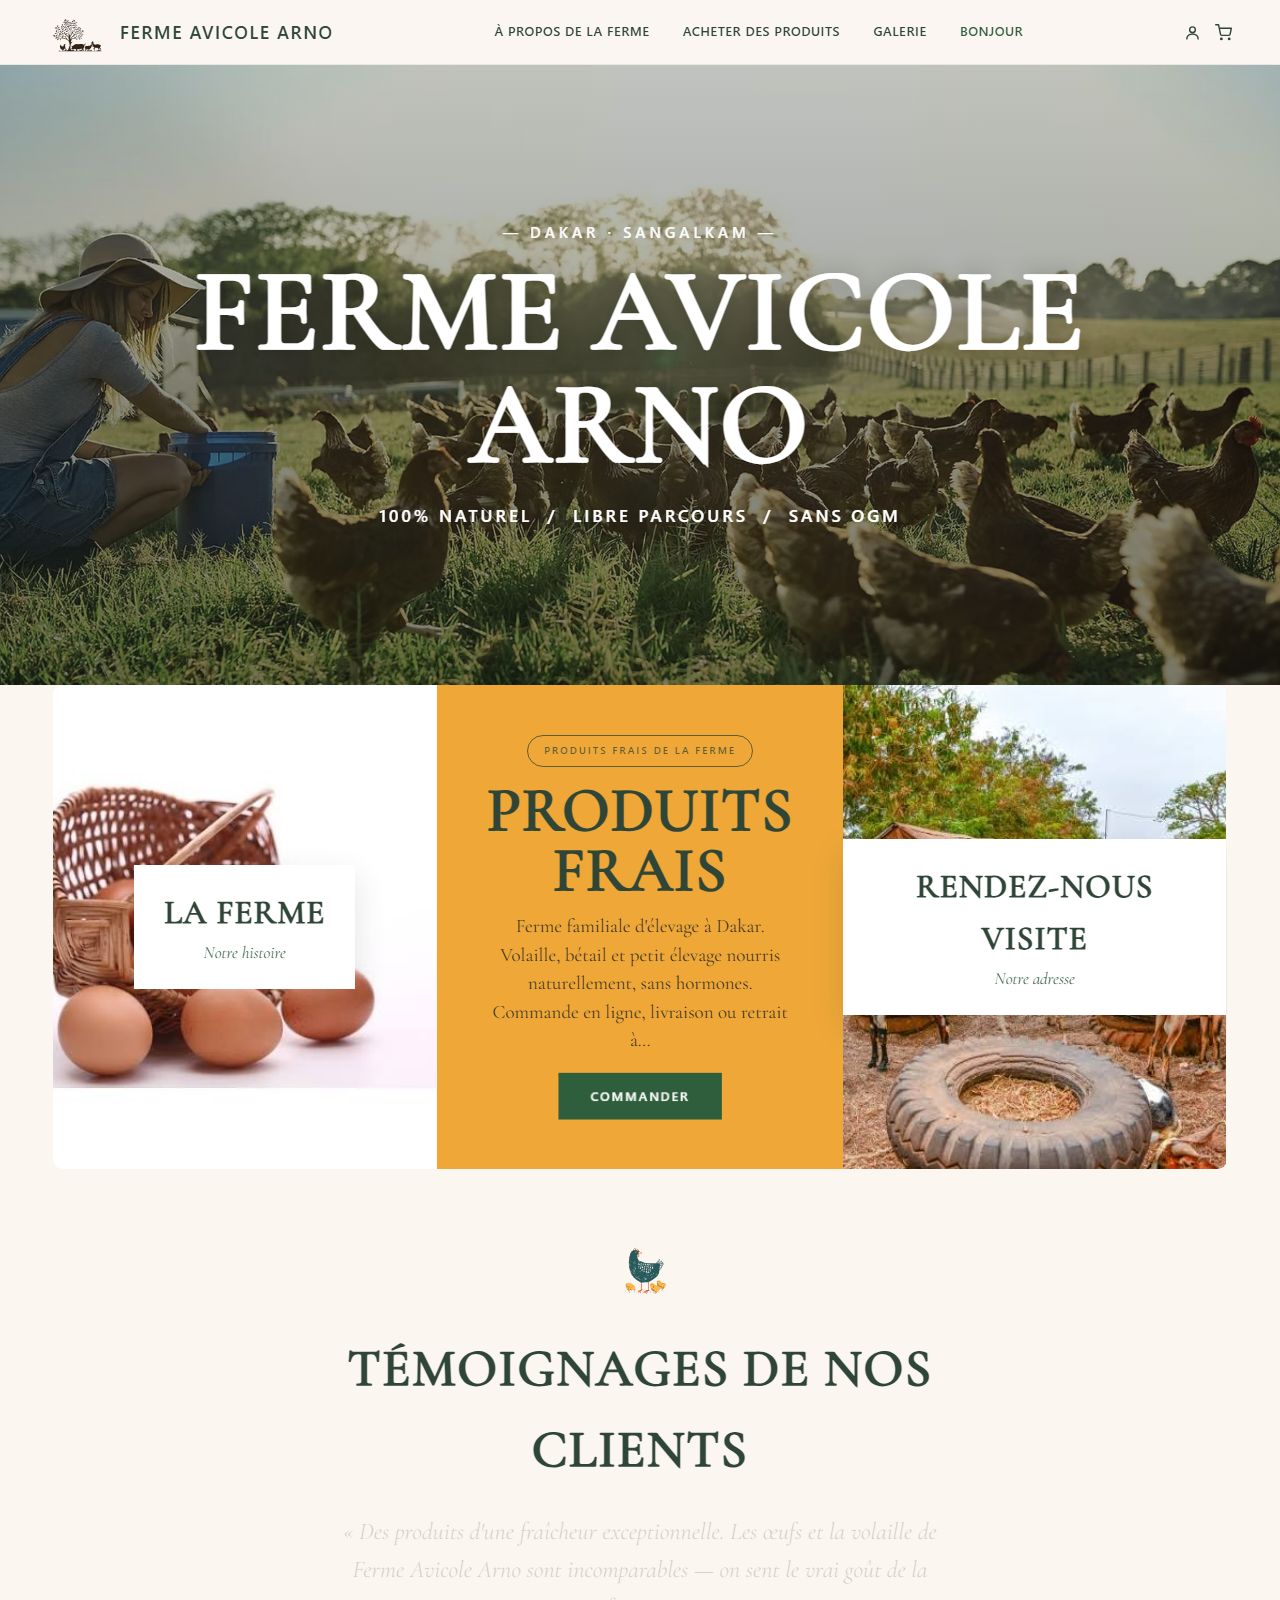 FERME AVICOLE ARNO
À PROPOS DE LA FERME
ACHETER DES PRODUITS
GALERIE
BONJOUR
— DAKAR · SANGALKAM —
FERME AVICOLE
ARNO
100% NATUREL / LIBRE PARCOURS / SANS OGM
LA FERME
Notre histoire
PRODUITS FRAIS DE LA FERME
PRODUITS
FRAIS
Ferme familiale d'élevage à Dakar.
Volaille, bétail et petit élevage nourris
naturellement, sans hormones.
Commande en ligne, livraison ou retrait
à...
COMMANDER
RENDEZ-NOUS
VISITE
Notre adresse
TÉMOIGNAGES DE NOS
CLIENTS
« Des produits d'une fraîcheur exceptionnelle. Les œufs et la volaille de
Ferme Avicole Arno sont incomparables — on sent le vrai goût de la